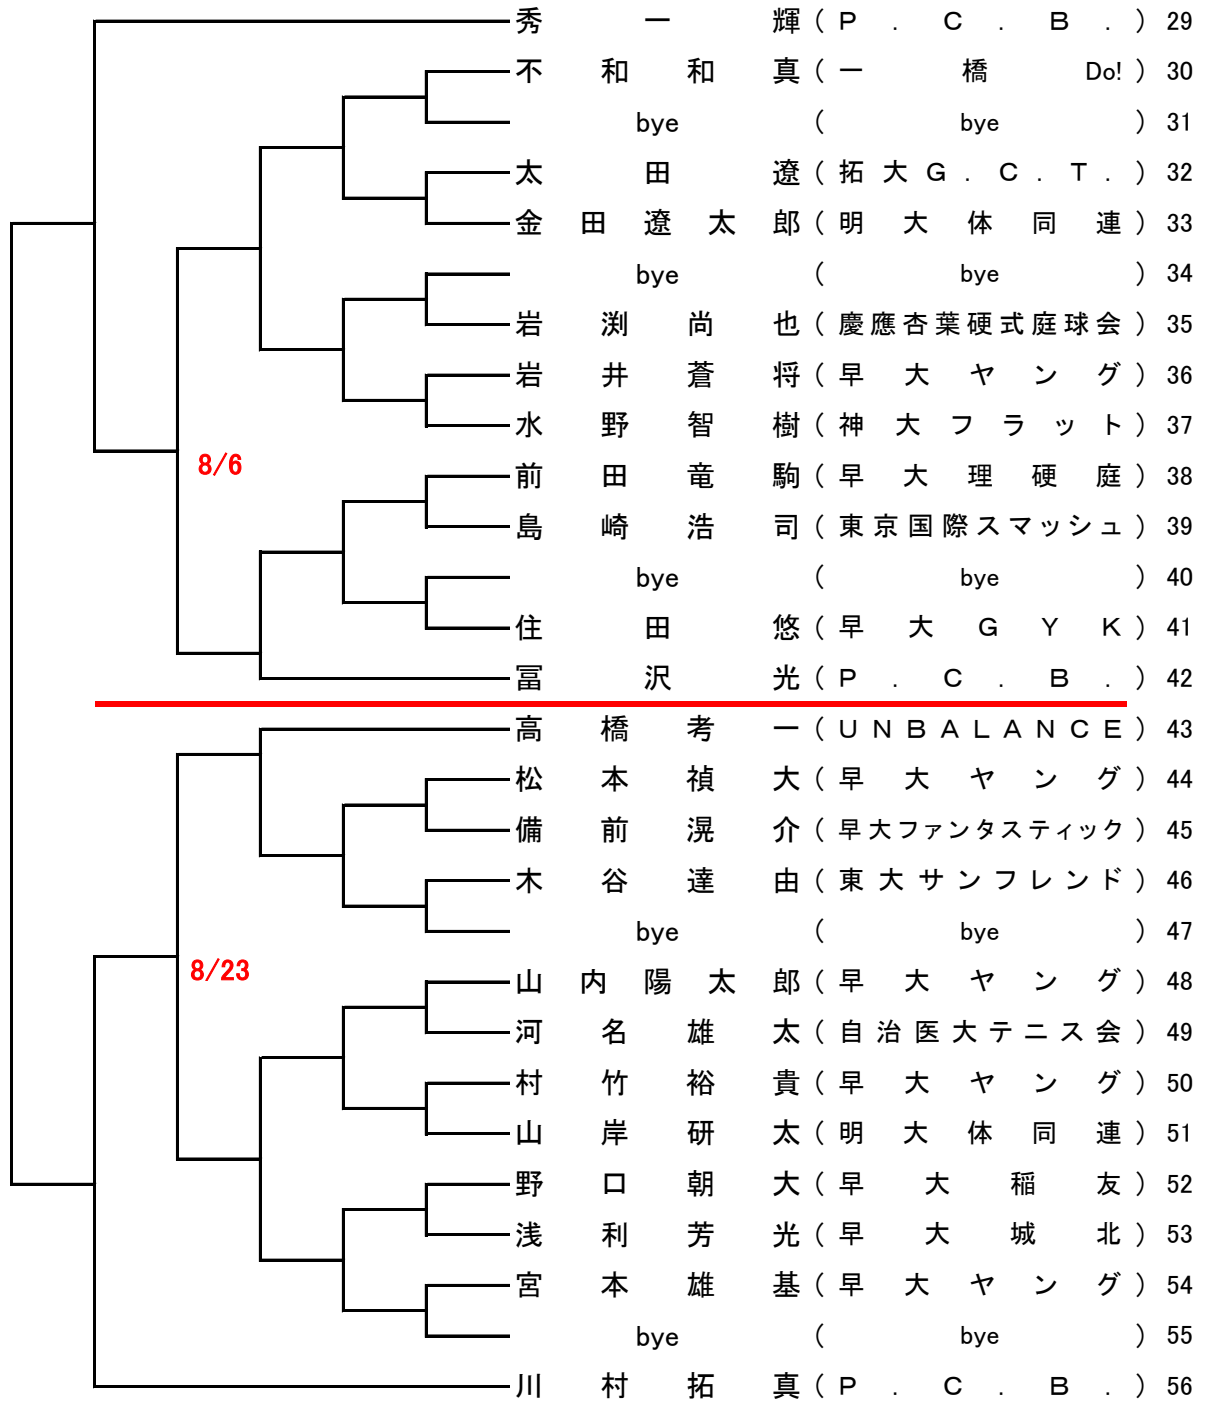 秀一輝（P.C.B.）29
不和和真（一橋Do!）30
bye（bye）31
太田遼（拓大G.C.T.）32
金田遼太郎（明大体同連）33
bye（bye）34
岩渕尚也（慶應杏葉硬式庭球会）35
岩井蒼将（早大ヤング）36
水野智樹（神大フラット）37
8/6
前田竜駒（早大理硬庭）38
島崎浩司（東京国際スマッシュ）39
bye（bye）40
住田悠（早大GYK）41
冨沢光（P.C.B.）42
高橋考一（UNBALANCE）43
松本禎大（早大ヤング）44
備前滉介（早大ファンタスティック）45
木谷達由（東大サンフレンド）46
bye（bye）47
8/23
山内陽太郎（早大ヤング）48
河名雄太（自治医大テニス会）49
村竹裕貴（早大ヤング）50
山岸研太（明大体同連）51
野口朝大（早大稲友）52
浅利芳光（早大城北）53
宮本雄基（早大ヤング）54
bye（bye）55
川村拓真（P.C.B.）56